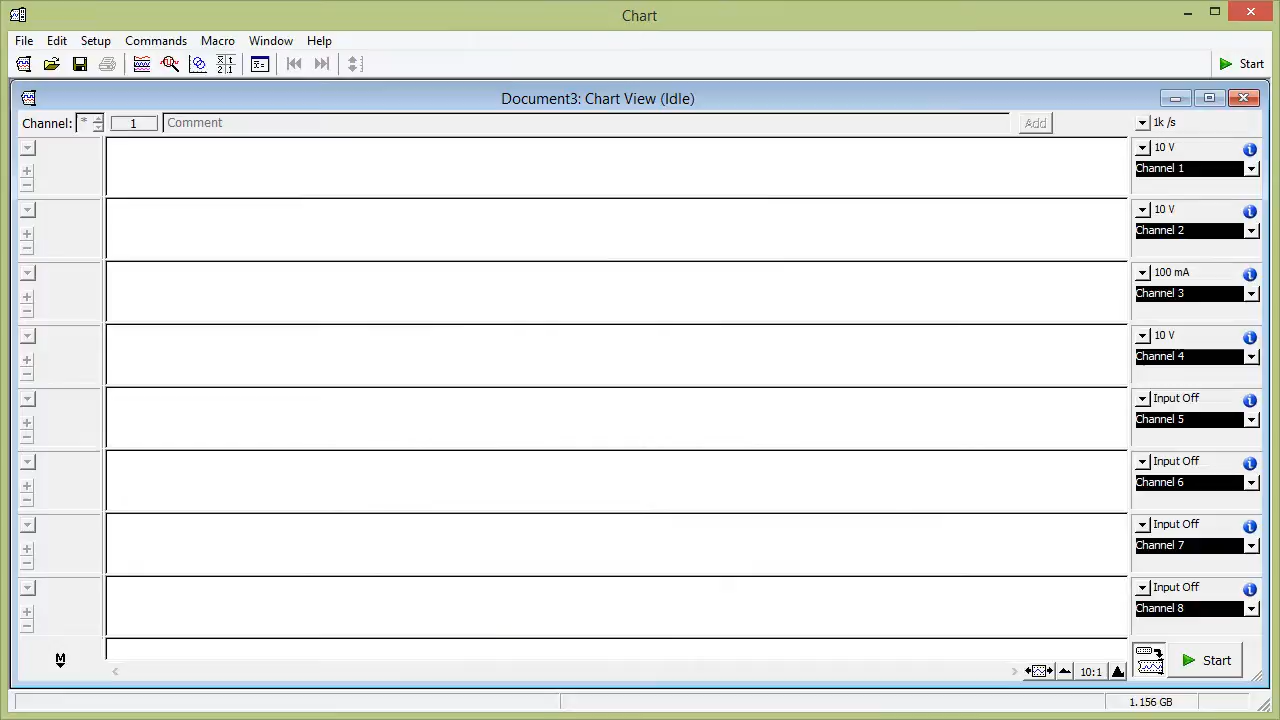 Chart
File Edit Setup Commands Macro Window Help
Start
Document3: Chart View (Idle)
Channel: * 1 Comment Add 1k /s
10 V
Channel 1
10 V
Channel 2
100 mA
Channel 3
10 V
Channel 4
Input Off
Channel 5
Input Off
Channel 6
Input Off
Channel 7
Input Off
Channel 8
M
10:1
Start
1.156 GB